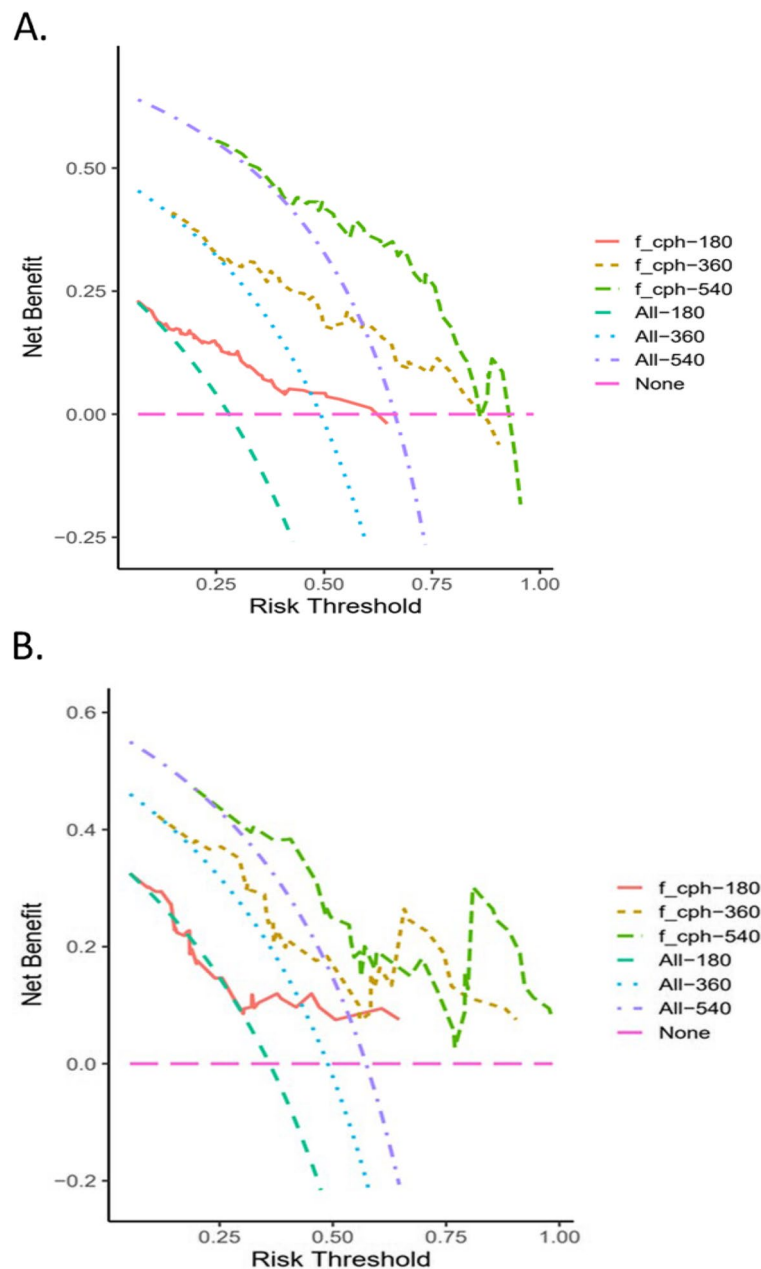 A.
0.50
0.25
0.00
−0.25
Net Benefit
0.25 0.50 0.75 1.00
Risk Threshold
f_cph−180
f_cph−360
f_cph−540
All−180
All−360
All−540
None
B.
0.6
0.4
0.2
0.0
−0.2
Net Benefit
0.25 0.50 0.75 1.00
Risk Threshold
f_cph−180
f_cph−360
f_cph−540
All−180
All−360
All−540
None